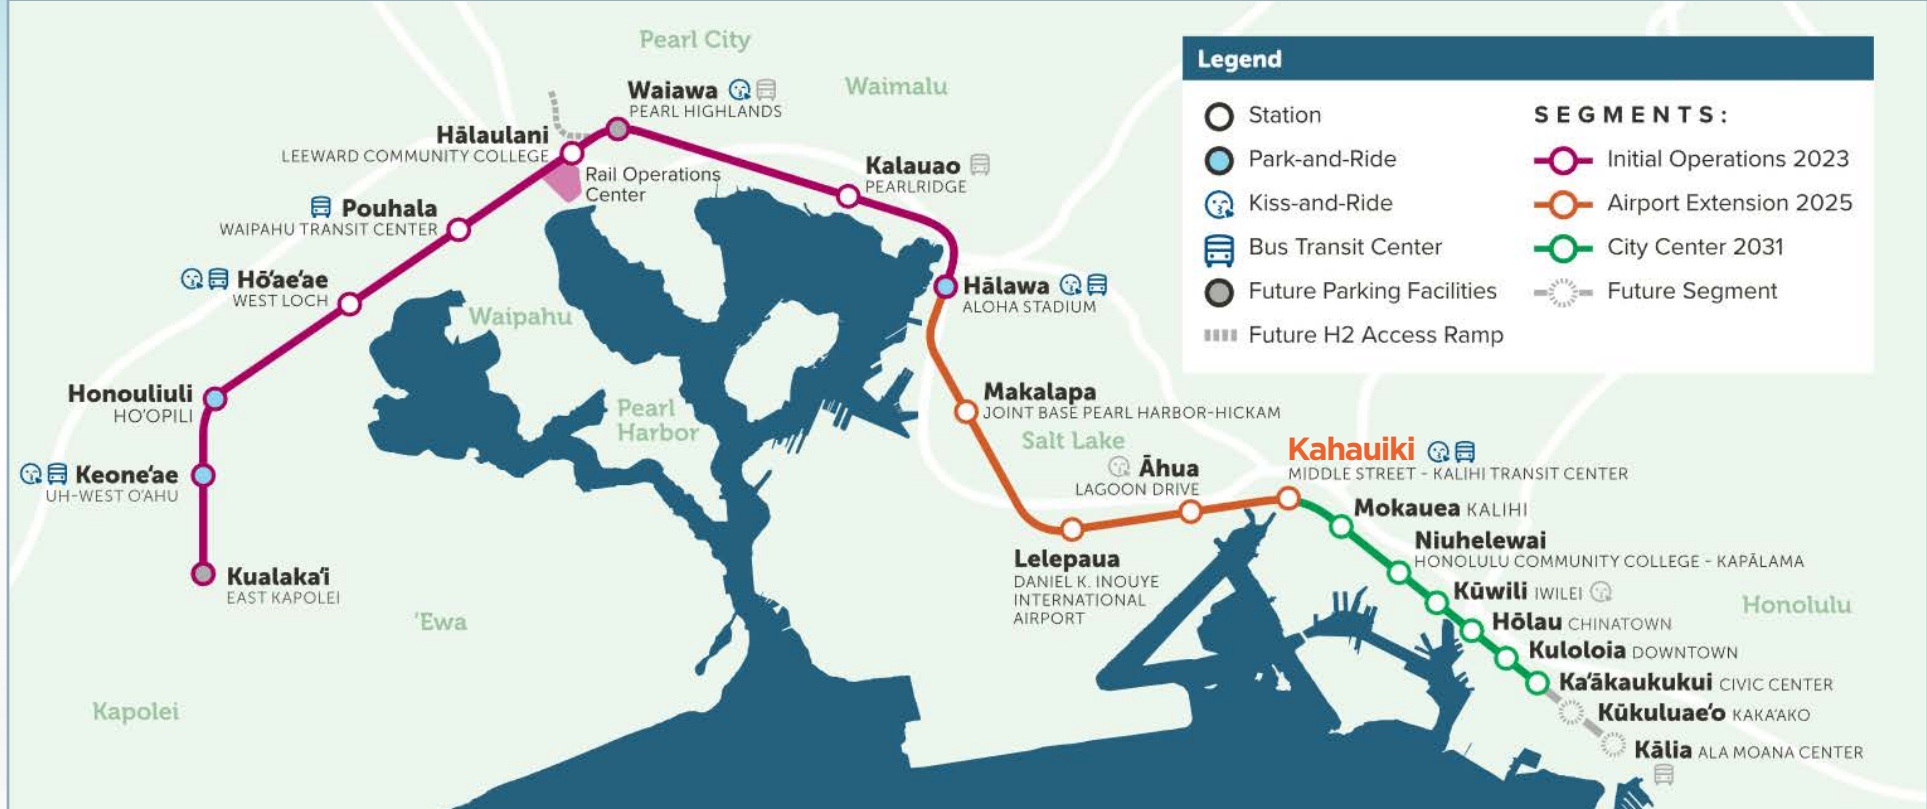 Pearl City
Waimalu
Waiawa
PEARL HIGHLANDS
Hālaulani
LEEWARD COMMUNITY COLLEGE
Rail Operations
Center
Kalauao
PEARLRIDGE
Pouhala
WAIPAHU TRANSIT CENTER
Hō‘ae‘ae
WEST LOCH
Waipahu
Hālawa
ALOHA STADIUM
Honouliuli
HO‘OPILI
Pearl
Harbor
Makalapa
JOINT BASE PEARL HARBOR-HICKAM
Salt Lake
Keone‘ae
UH-WEST O‘AHU
Āhua
LAGOON DRIVE
Kahauiki
MIDDLE STREET - KALIHI TRANSIT CENTER
Kualaka‘i
EAST KAPOLEI
‘Ewa
Kapolei
Lelepaua
DANIEL K. INOUYE
INTERNATIONAL
AIRPORT
Mokauea KALIHI
Niuhelewai
HONOLULU COMMUNITY COLLEGE - KAPĀLAMA
Kūwili IWILEI
Honolulu
Hōlau CHINATOWN
Kuloloia DOWNTOWN
Ka‘ākaukukui CIVIC CENTER
Kūkuluae‘o KAKA‘AKO
Kālia ALA MOANA CENTER
Legend
Station
Park-and-Ride
Kiss-and-Ride
Bus Transit Center
Future Parking Facilities
Future H2 Access Ramp
SEGMENTS:
Initial Operations 2023
Airport Extension 2025
City Center 2031
Future Segment